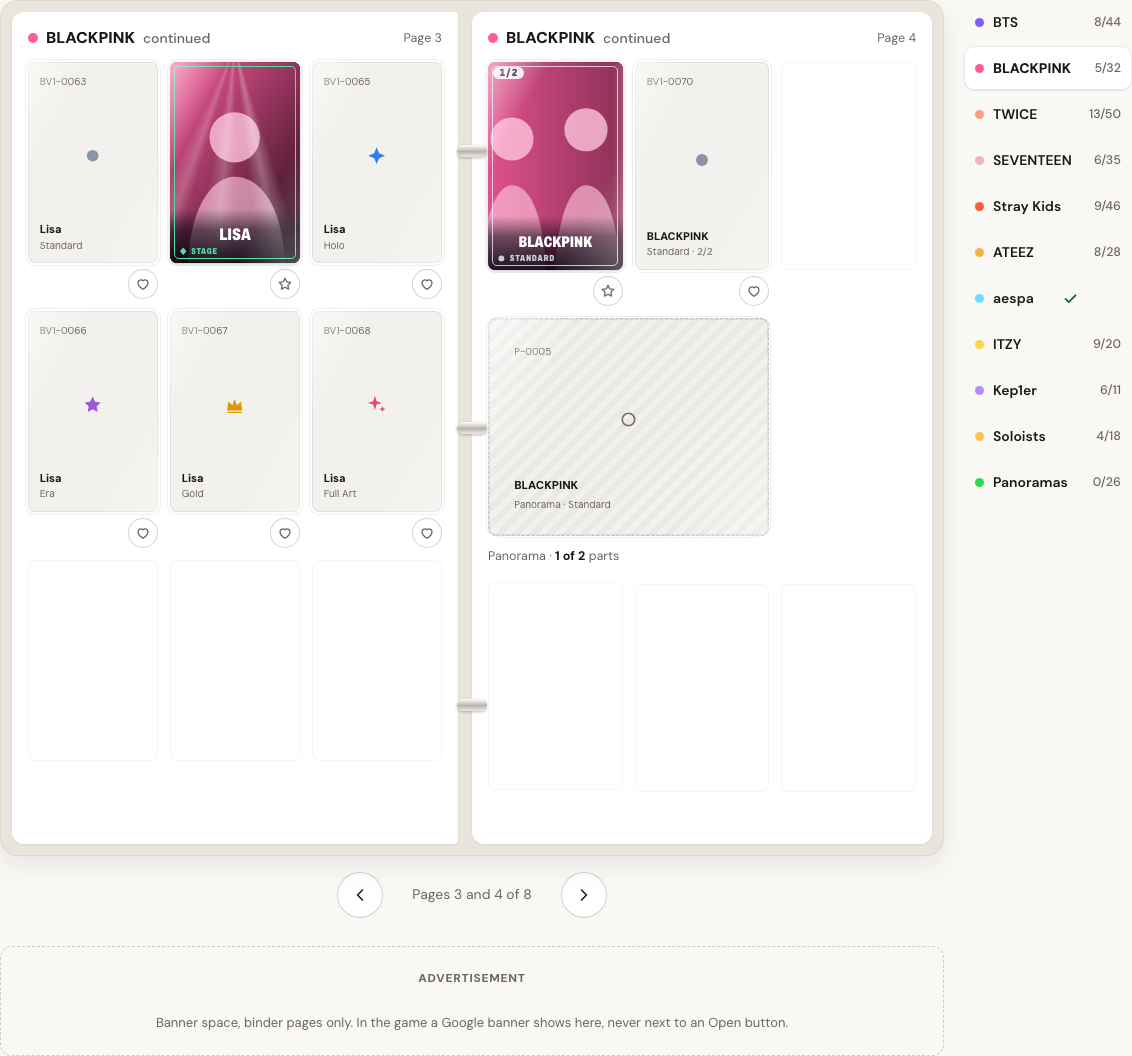 BLACKPINK continued Page 3
BV1-0063
Lisa
Standard
LISA
STAGE
BV1-0065
Lisa
Holo
BV1-0066
Lisa
Era
BV1-0067
Lisa
Gold
BV1-0068
Lisa
Full Art
BLACKPINK continued Page 4
1/2
BLACKPINK
STANDARD
BV1-0070
BLACKPINK
Standard · 2/2
P-0005
BLACKPINK
Panorama · Standard
Panorama · 1 of 2 parts
BTS 8/44
BLACKPINK 5/32
TWICE 13/50
SEVENTEEN 6/35
Stray Kids 9/46
ATEEZ 8/28
aespa
ITZY 9/20
Kep1er 6/11
Soloists 4/18
Panoramas 0/26
Pages 3 and 4 of 8
ADVERTISEMENT
Banner space, binder pages only. In the game a Google banner shows here, never next to an Open button.